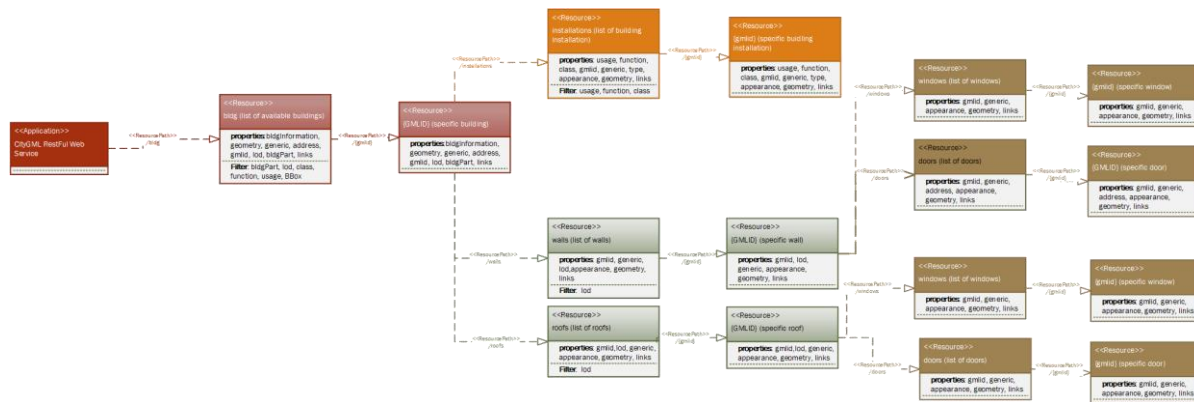 <<Application>>
CityGML RestFul Web
Service
<<ResourcePath>>
/bldg
<<Resource>>
bldg (list of available buildings)
properties:bldgInformation,
geometry, generic, address,
gmlid, lod, bldgPart, links
Filter: bldgPart, lod, class,
function, usage, BBox
<<ResourcePath>>
/{gmlid}
<<Resource>>
{GMLID} (specific building)
properties:bldgInformation,
geometry, generic, address,
gmlid, lod, bldgPart, links
<<ResourcePath>>
/installations
<<Resource>>
installations (list of building
installation)
properties: usage, function,
class, gmlid, generic, type,
appearance, geometry, links
Filter: usage, function, class
<<ResourcePath>>
/{gmlid}
<<Resource>>
{gmlid} (specific building
installation)
properties: usage, function,
class, gmlid, generic, type,
appearance, geometry, links
<<ResourcePath>>
/walls
<<Resource>>
walls (list of walls)
properties: gmlid, generic,
lod,appearance, geometry,
links
Filter: lod
<<ResourcePath>>
/{gmlid}
<<Resource>>
{GMLID} (specific wall)
properties: gmlid, lod,
generic, appearance,
geometry, links
<<ResourcePath>>
/roofs
<<Resource>>
roofs (list of roofs)
properties: gmlid,lod, generic,
appearance, geometry, links
Filter: lod
<<ResourcePath>>
/{gmlid}
<<Resource>>
{GMLID} (specific roof)
properties: gmlid,lod, generic,
appearance, geometry, links
<<ResourcePath>>
/windows
<<Resource>>
windows (list of windows)
properties: gmlid, generic,
appearance, geometry, links
<<ResourcePath>>
/{gmlid}
<<Resource>>
{gmlid} (specific window)
properties: gmlid, generic,
appearance, geometry, links
<<ResourcePath>>
/doors
<<Resource>>
doors (list of doors)
properties: gmlid, generic,
address, appearance,
geometry, links
<<ResourcePath>>
/{gmlid}
<<Resource>>
{GMLID} (specific door)
properties: gmlid, generic,
address, appearance,
geometry, links
<<ResourcePath>>
/windows
<<Resource>>
windows (list of windows)
properties: gmlid, generic,
appearance, geometry, links
<<ResourcePath>>
/{gmlid}
<<Resource>>
{gmlid} (specific window)
properties: gmlid, generic,
appearance, geometry, links
<<ResourcePath>>
/doors
<<Resource>>
doors (list of doors)
properties: gmlid, generic,
appearance, geometry, links
<<ResourcePath>>
/{gmlid}
<<Resource>>
{gmlid} (specific door)
properties: gmlid, generic,
appearance, geometry, links